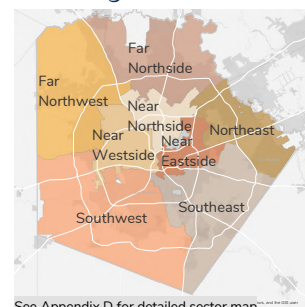 Far
Northside
Far
Northwest
Near
Northside
Near
Westside
Near
Eastside
Northeast
Southeast
Southwest
See Appendix D for detailed sector map